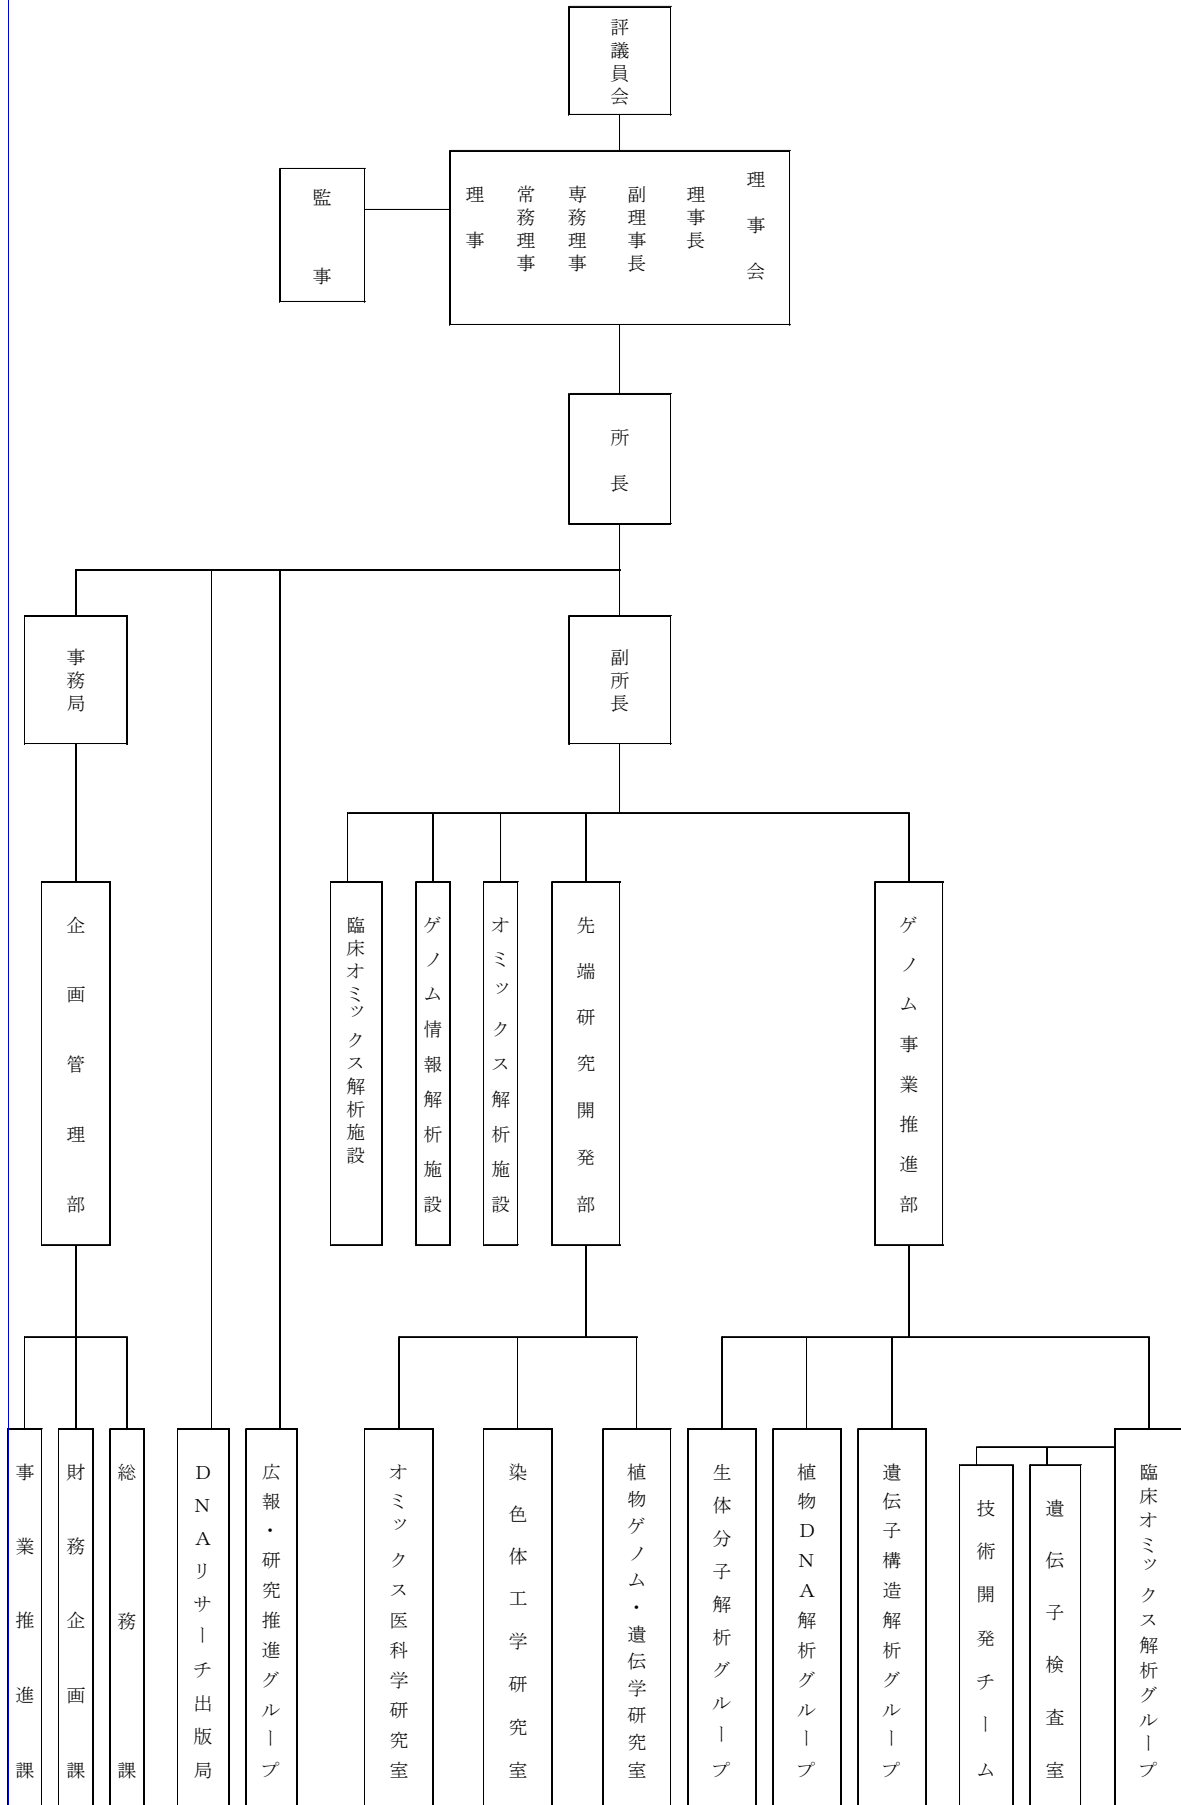 評議員会
理事会
理事長
副理事長
専務理事
常務理事
理事
監事
所長
副所長
事務局
ゲノム事業推進部
先端研究開発部
オミックス解析施設
ゲノム情報解析施設
臨床オミックス解析施設
企画管理部
臨床オミックス解析グループ
遺伝子検査室
技術開発チーム
遺伝子構造解析グループ
植物DNA解析グループ
生体分子解析グループ
植物ゲノム・遺伝学研究室
染色体工学研究室
オミックス医科学研究室
広報・研究推進グループ
DNAリサーチ出版局
総務課
財務企画課
事業推進課